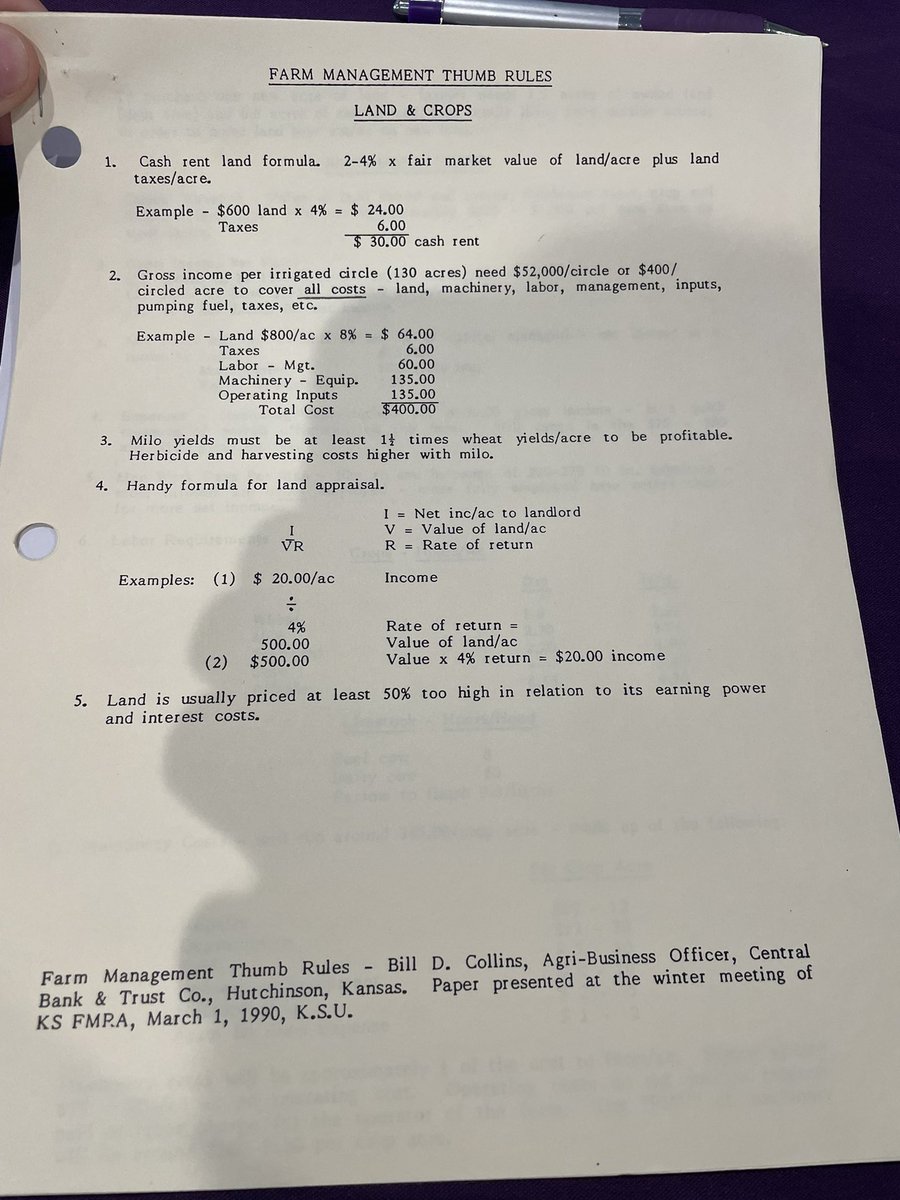 FARM MANAGEMENT THUMB RULES
LAND & CROPS
1. Cash rent land formula. 2-4% x fair market value of land/acre plus land
taxes/acre.
Example - $600 land x 4% = $ 24.00
Taxes 6.00
$ 30.00 cash rent
2. Gross income per irrigated circle (130 acres) need $52,000/circle or $400/
circled acre to cover all costs - land, machinery, labor, management, inputs,
pumping fuel, taxes, etc.
Example - Land $800/ac x 8% = $ 64.00
Taxes 6.00
Labor - Mgt. 60.00
Machinery - Equip. 135.00
Operating Inputs 135.00
Total Cost $400.00
3. Milo yields must be at least 1½ times wheat yields/acre to be profitable.
Herbicide and harvesting costs higher with milo.
4. Handy formula for land appraisal.
I = Net inc/ac to landlord
I V = Value of land/ac
VR R = Rate of return
Examples: (1) $ 20.00/ac Income
÷
4% Rate of return =
500.00 Value of land/ac
(2) $500.00 Value x 4% return = $20.00 income
5. Land is usually priced at least 50% too high in relation to its earning power
and interest costs.
Farm Management Thumb Rules - Bill D. Collins, Agri-Business Officer, Central
Bank & Trust Co., Hutchinson, Kansas. Paper presented at the winter meeting of
KS FMRA, March 1, 1990, K.S.U.